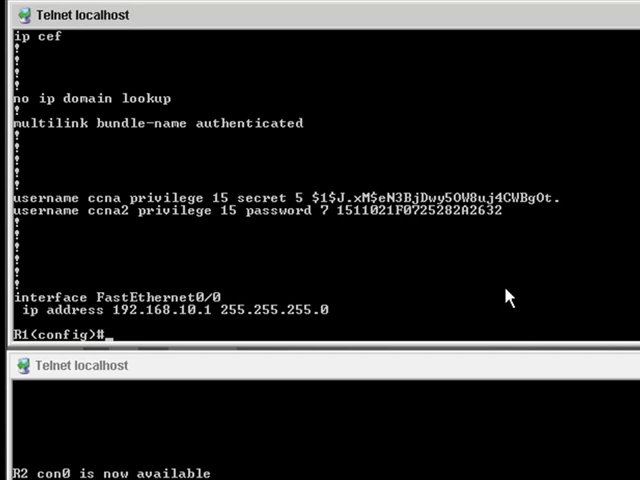 Telnet localhost
ip cef
!
!
!
!
no ip domain lookup
!
multilink bundle-name authenticated
!
!
!
!
!
username ccna privilege 15 secret 5 $1$J.xM$eN3BjDwy5OW8uj4CWBgOt.
username ccna2 privilege 15 password 7 1511021F0725282A2632
!
!
!
!
!
!
interface FastEthernet0/0
ip address 192.168.10.1 255.255.255.0
R1(config)#_
Telnet localhost
R2 con0 is now available